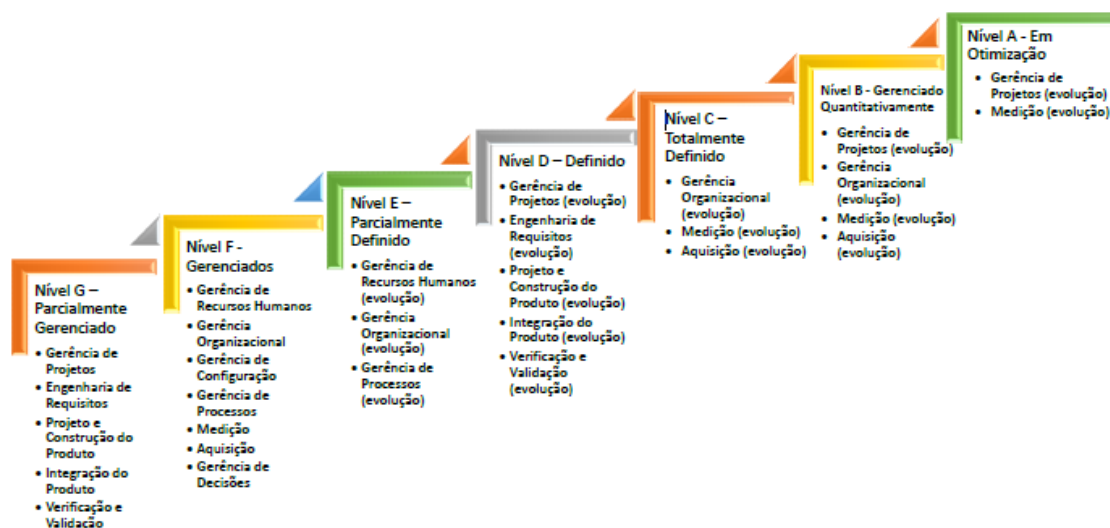 Nível G –
Parcialmente
Gerenciado
• Gerência de
Projetos
• Engenharia de
Requisitos
• Projeto e
Construção do
Produto
• Integração do
Produto
• Verificação e
Validação
Nível F -
Gerenciados
• Gerência de
Recursos Humanos
• Gerência
Organizacional
• Gerência de
Configuração
• Gerência de
Processos
• Medição
• Aquisição
• Gerência de
Decisões
Nível E –
Parcialmente
Definido
• Gerência de
Recursos Humanos
(evolução)
• Gerência
Organizacional
(evolução)
• Gerência de
Processos
(evolução)
Nível D – Definido
• Gerência de
Projetos (evolução)
• Engenharia de
Requisitos
(evolução)
• Projeto e
Construção do
Produto (evolução)
• Integração do
Produto (evolução)
• Verificação e
Validação
(evolução)
Nível C –
Totalmente
Definido
• Gerência
Organizacional
(evolução)
• Medição (evolução)
• Aquisição (evolução)
Nível B - Gerenciado
Quantitativamente
• Gerência de
Projetos (evolução)
• Gerência
Organizacional
(evolução)
• Medição (evolução)
• Aquisição
(evolução)
Nível A - Em
Otimização
• Gerência de
Projetos (evolução)
• Medição (evolução)